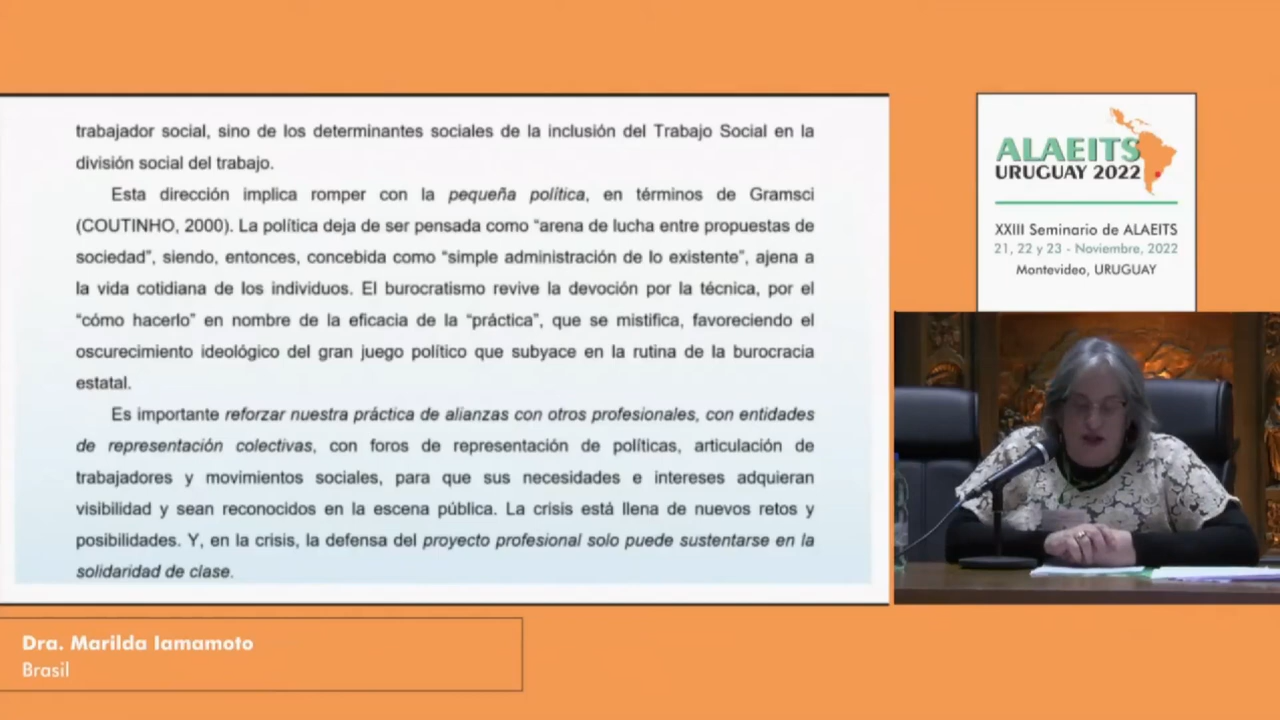 trabajador social, sino de los determinantes sociales de la inclusión del Trabajo Social en la
división social del trabajo.
Esta dirección implica romper con la pequeña política, en términos de Gramsci
(COUTINHO, 2000). La política deja de ser pensada como “arena de lucha entre propuestas de
sociedad”, siendo, entonces, concebida como “simple administración de lo existente”, ajena a
la vida cotidiana de los individuos. El burocratismo revive la devoción por la técnica, por el
“cómo hacerlo” en nombre de la eficacia de la “práctica”, que se mistifica, favoreciendo el
oscurecimiento ideológico del gran juego político que subyace en la rutina de la burocracia
estatal.
Es importante reforzar nuestra práctica de alianzas con otros profesionales, con entidades
de representación colectivas, con foros de representación de políticas, articulación de
trabajadores y movimientos sociales, para que sus necesidades e intereses adquieran
visibilidad y sean reconocidos en la escena pública. La crisis está llena de nuevos retos y
posibilidades. Y, en la crisis, la defensa del proyecto profesional solo puede sustentarse en la
solidaridad de clase.
ALAEITS
URUGUAY 2022
XXIII Seminario de ALAEITS
21, 22 y 23 - Noviembre, 2022
Montevideo, URUGUAY
Dra. Marilda Iamamoto
Brasil